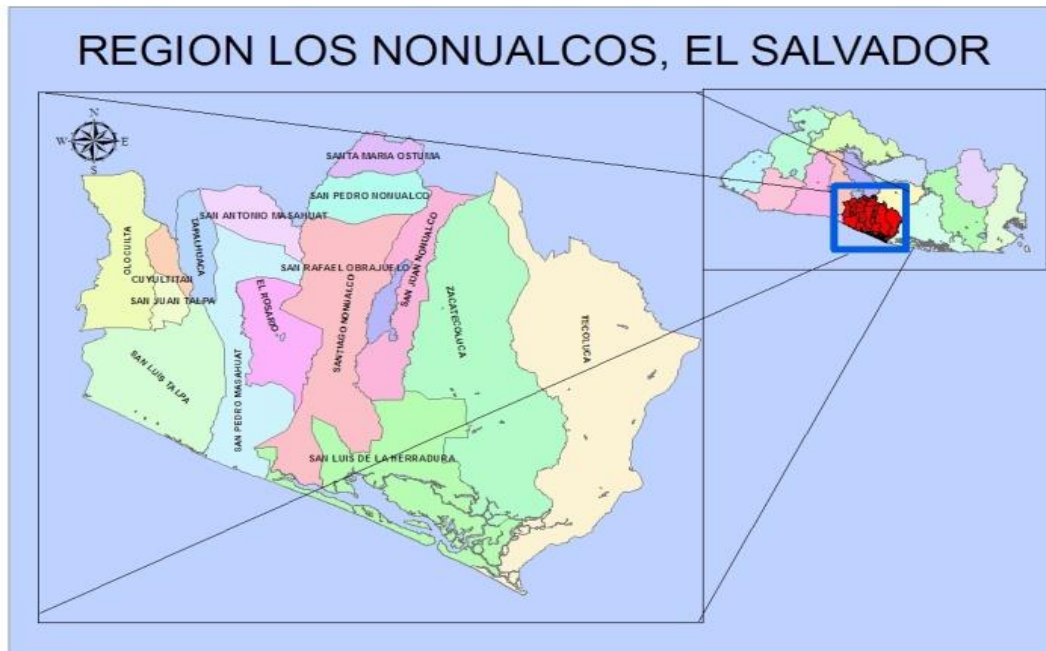 REGION LOS NONUALCOS, EL SALVADOR
N
W E
S
SANTA MARIA OSTUMA
SAN PEDRO NONUALCO
SAN ANTONIO MASAHUAT
TAPALHUACA
OLOCUILTA
CUYULTITAN
SAN JUAN TALPA
SAN RAFAEL OBRAJUELO
SAN JUAN NONUALCO
EL ROSARIO
SANTIAGO NONUALCO
ZACATECOLUCA
TECOLUCA
SAN LUIS TALPA
SAN PEDRO MASAHUAT
SAN LUIS DE LA HERRADURA